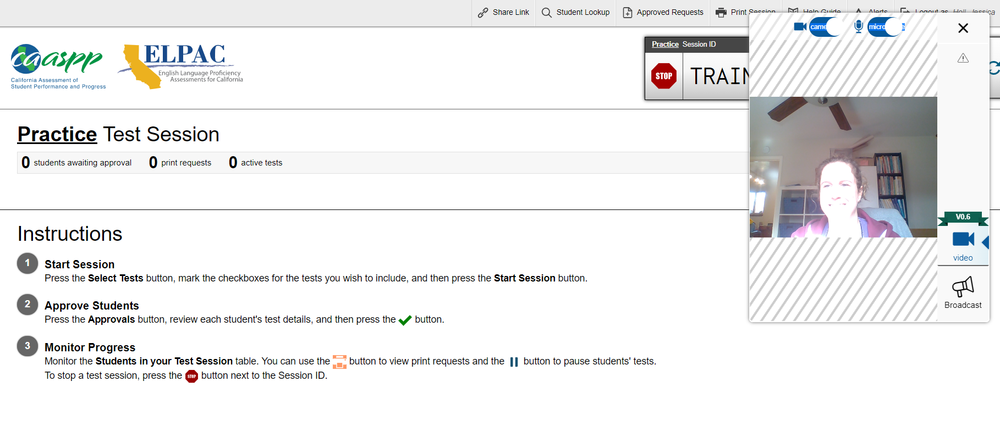 Share Link
Student Lookup
Approved Requests
Print Session
Help Guide
Alerts
Logout as Holl, Jessica
camera
V0.6
video
Broadcast
caaspp
California Assessment of
Student Performance and Progress
ELPAC
English Language Proficiency
Assessments for California
Practice Session ID
STOP
TRAIN
Practice Test Session
0 students awaiting approval 0 print requests 0 active tests
Instructions
1 Start Session
Press the Select Tests button, mark the checkboxes for the tests you wish to include, and then press the Start Session button.
2 Approve Students
Press the Approvals button, review each student's test details, and then press the button.
3 Monitor Progress
Monitor the Students in your Test Session table. You can use the button to view print requests and the button to pause students' tests.
To stop a test session, press the STOP button next to the Session ID.